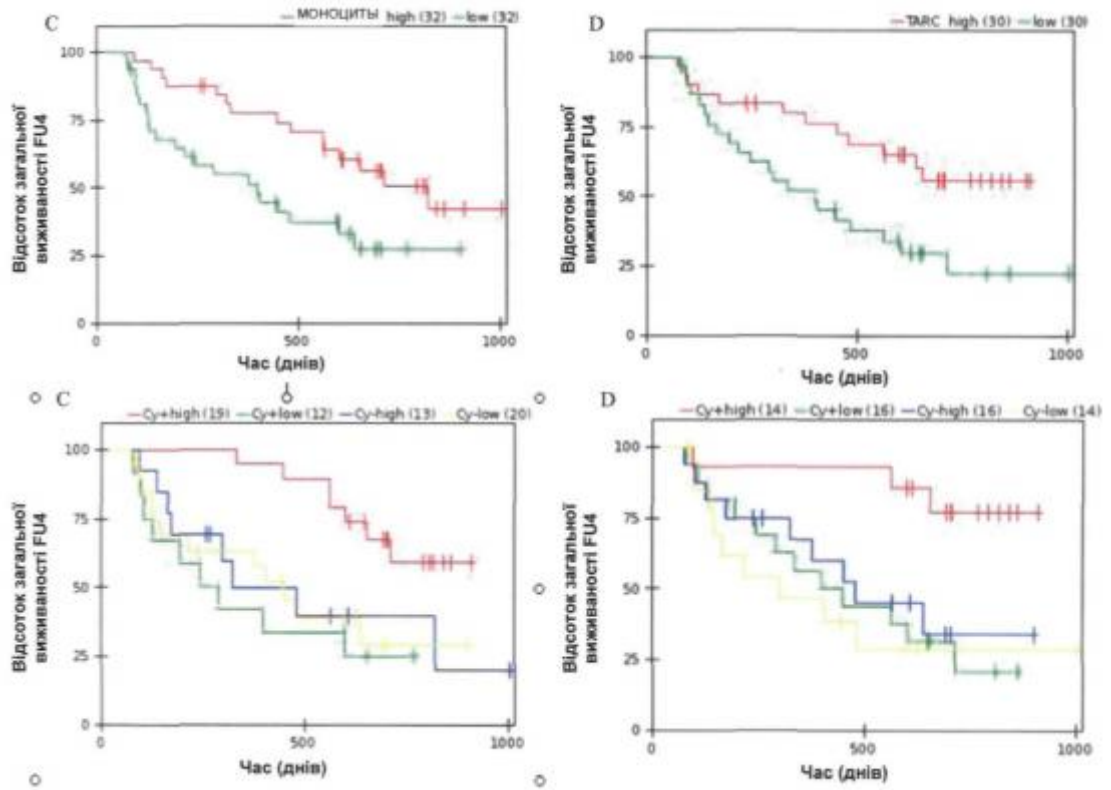 C
МОНОЦИТЫ high (32) low (32)
100
75
50
25
0
0
500
1000
Відсоток загальної
виживаності FU4
Час (днів)
D
TARC high (30) low (30)
100
75
50
25
0
0
500
1000
Відсоток загальної
виживаності FU4
Час (днів)
C
Cy+high (19) Cy+low (12) Cy-high (13) Cy-low (20)
100
75
50
25
0
0
500
1000
Відсоток загальної
виживаності FU4
Час (днів)
D
Cy+high (14) Cy+low (16) Cy-high (16) Cy-low (14)
100
75
50
25
0
0
500
1000
Відсоток загальної
виживаності FU4
Час (днів)